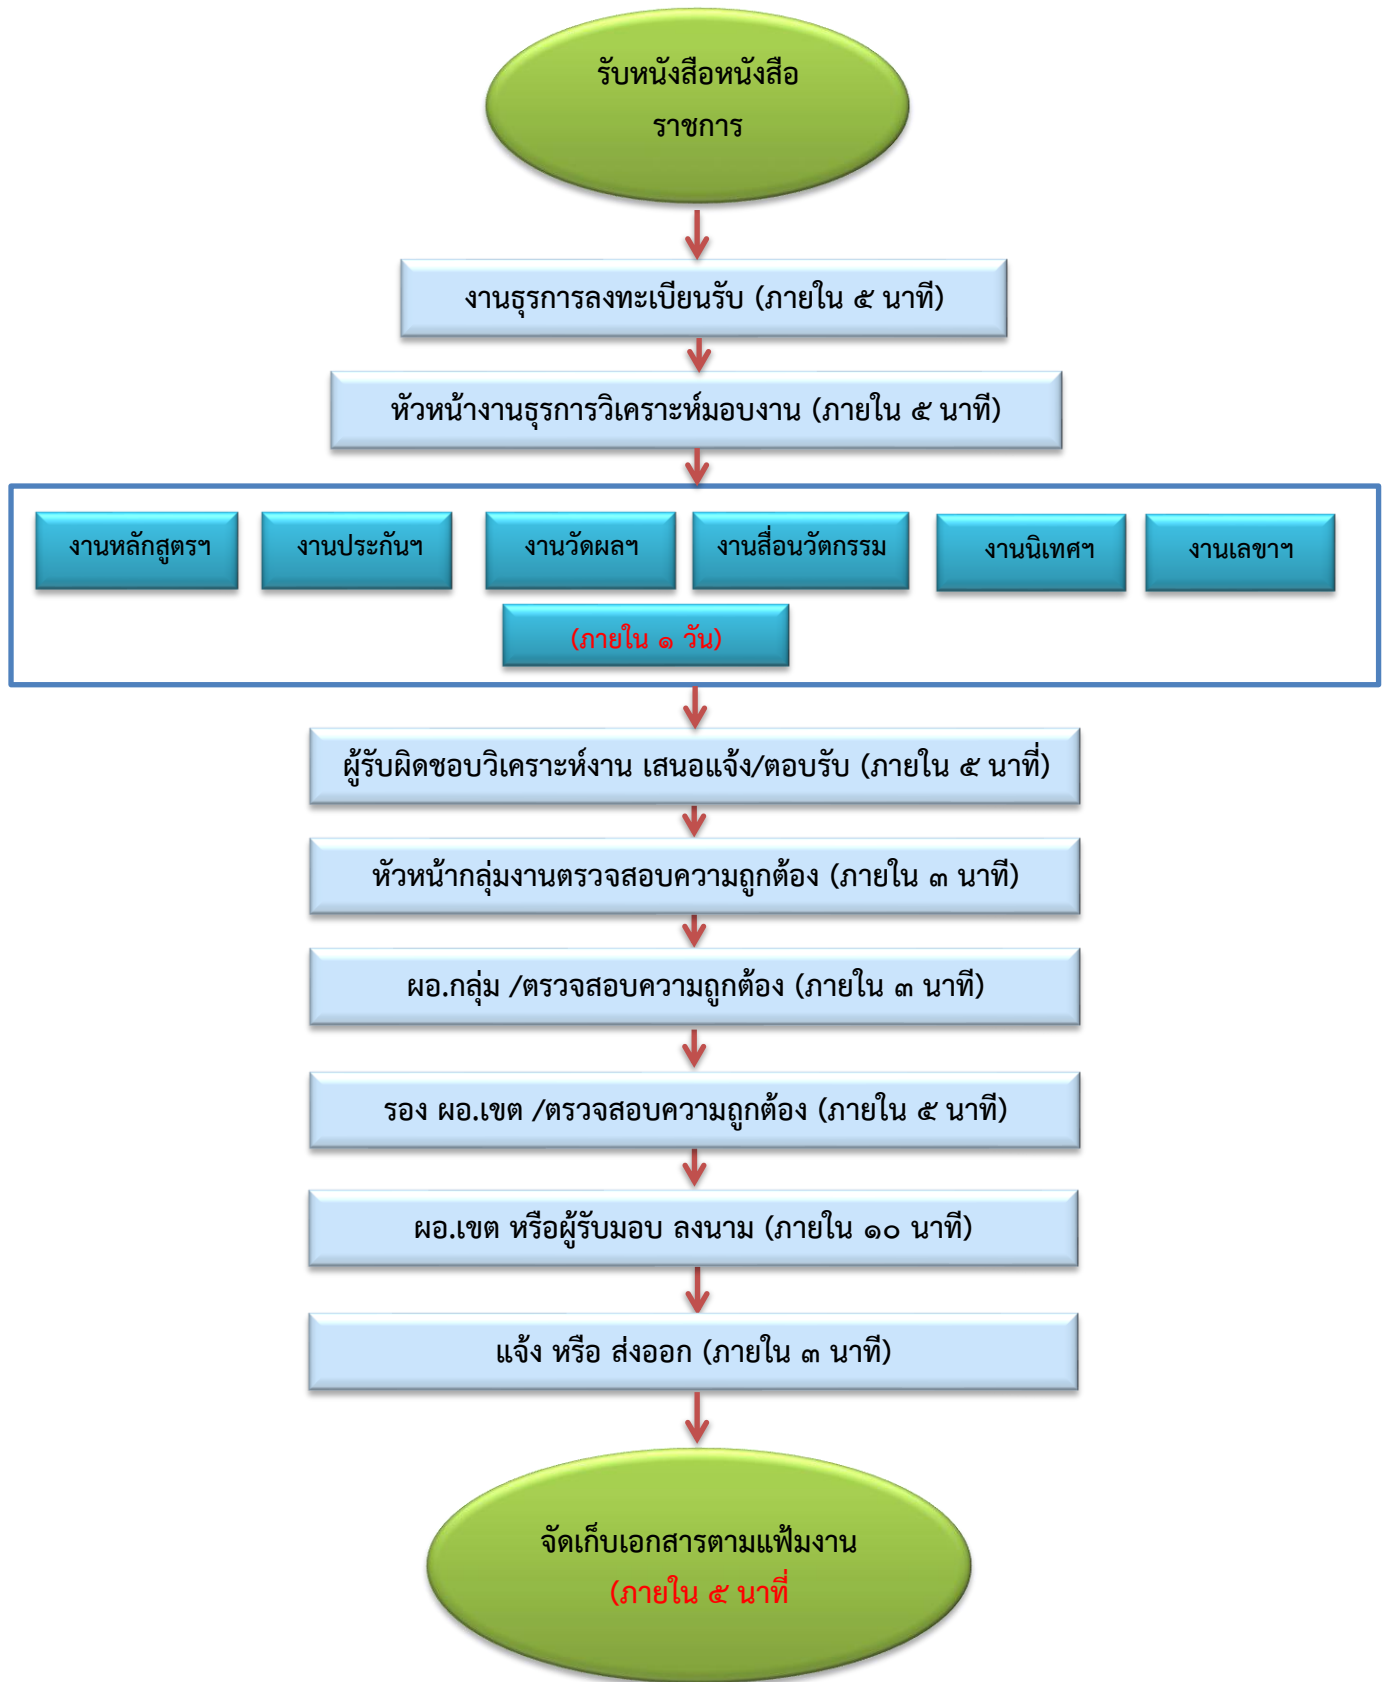 รับหนังสือหนังสือ
ราชการ
งานธุรการลงทะเบียนรับ (ภายใน ๕ นาที)
หัวหน้างานธุรการวิเคราะห์มอบงาน (ภายใน ๕ นาที)
งานหลักสูตรฯ งานประกันฯ งานวัดผลฯ งานสื่อนวัตกรรม งานนิเทศฯ งานเลขาฯ
(ภายใน ๑ วัน)
ผู้รับผิดชอบวิเคราะห์งาน เสนอแจ้ง/ตอบรับ (ภายใน ๕ นาที่)
หัวหน้ากลุ่มงานตรวจสอบความถูกต้อง (ภายใน ๓ นาที)
ผอ.กลุ่ม /ตรวจสอบความถูกต้อง (ภายใน ๓ นาที)
รอง ผอ.เขต /ตรวจสอบความถูกต้อง (ภายใน ๕ นาที)
ผอ.เขต หรือผู้รับมอบ ลงนาม (ภายใน ๑๐ นาที)
แจ้ง หรือ ส่งออก (ภายใน ๓ นาที)
จัดเก็บเอกสารตามแฟ้มงาน
(ภายใน ๕ นาที่